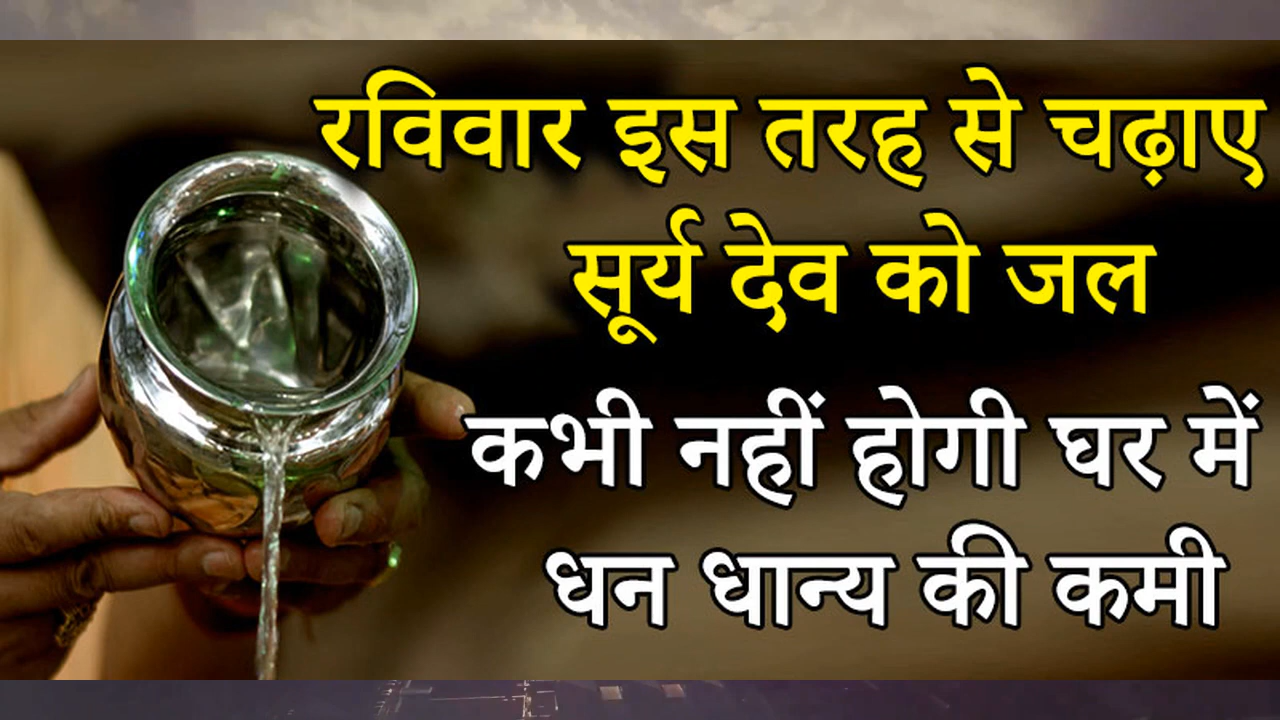 रविवार इस तरह से चढ़ाए
सूर्य देव को जल
कभी नहीं होगी घर में
धन धान्य की कमी